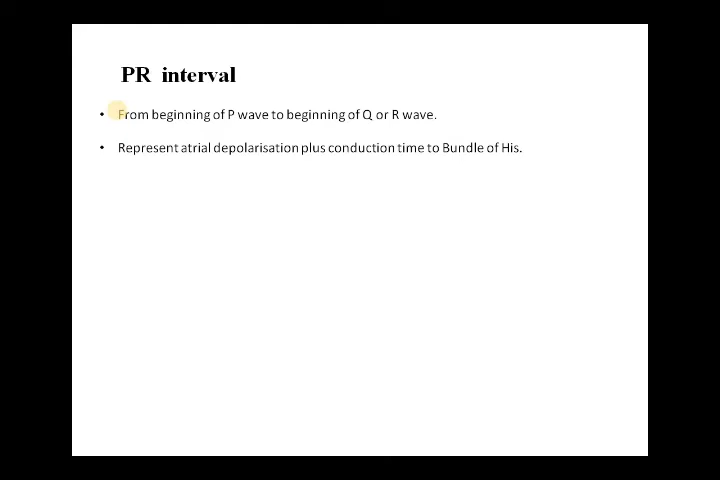 PR interval
• From beginning of P wave to beginning of Q or R wave.
• Represent atrial depolarisation plus conduction time to Bundle of His.